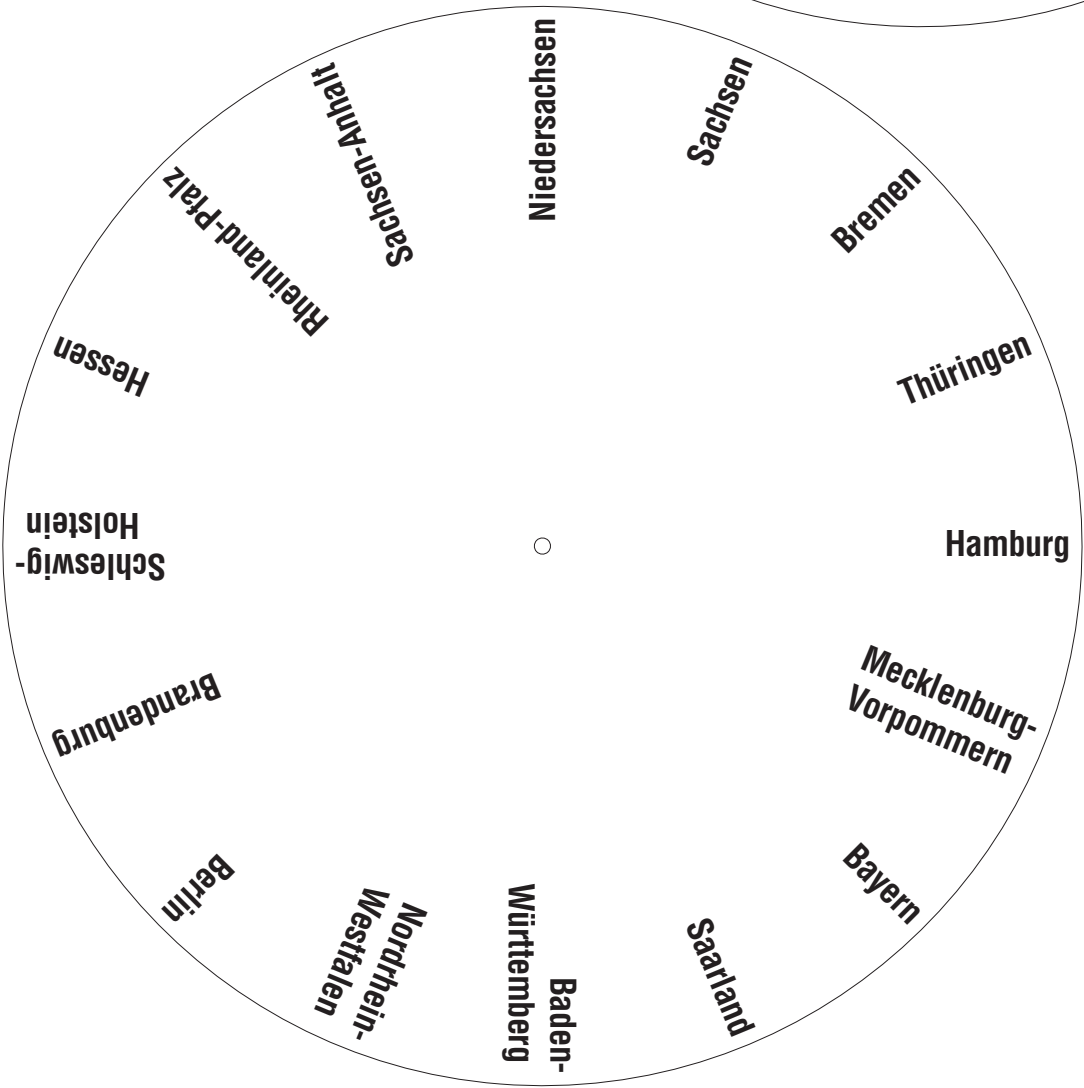 Niedersachsen
Sachsen
Bremen
Thüringen
Hamburg
Mecklenburg-
Vorpommern
Bayern
Saarland
Baden-
Württemberg
Nordrhein-
Westfalen
Berlin
Brandenburg
Schleswig-
Holstein
Hessen
Rheinland-Pfalz
Sachsen-Anhalt